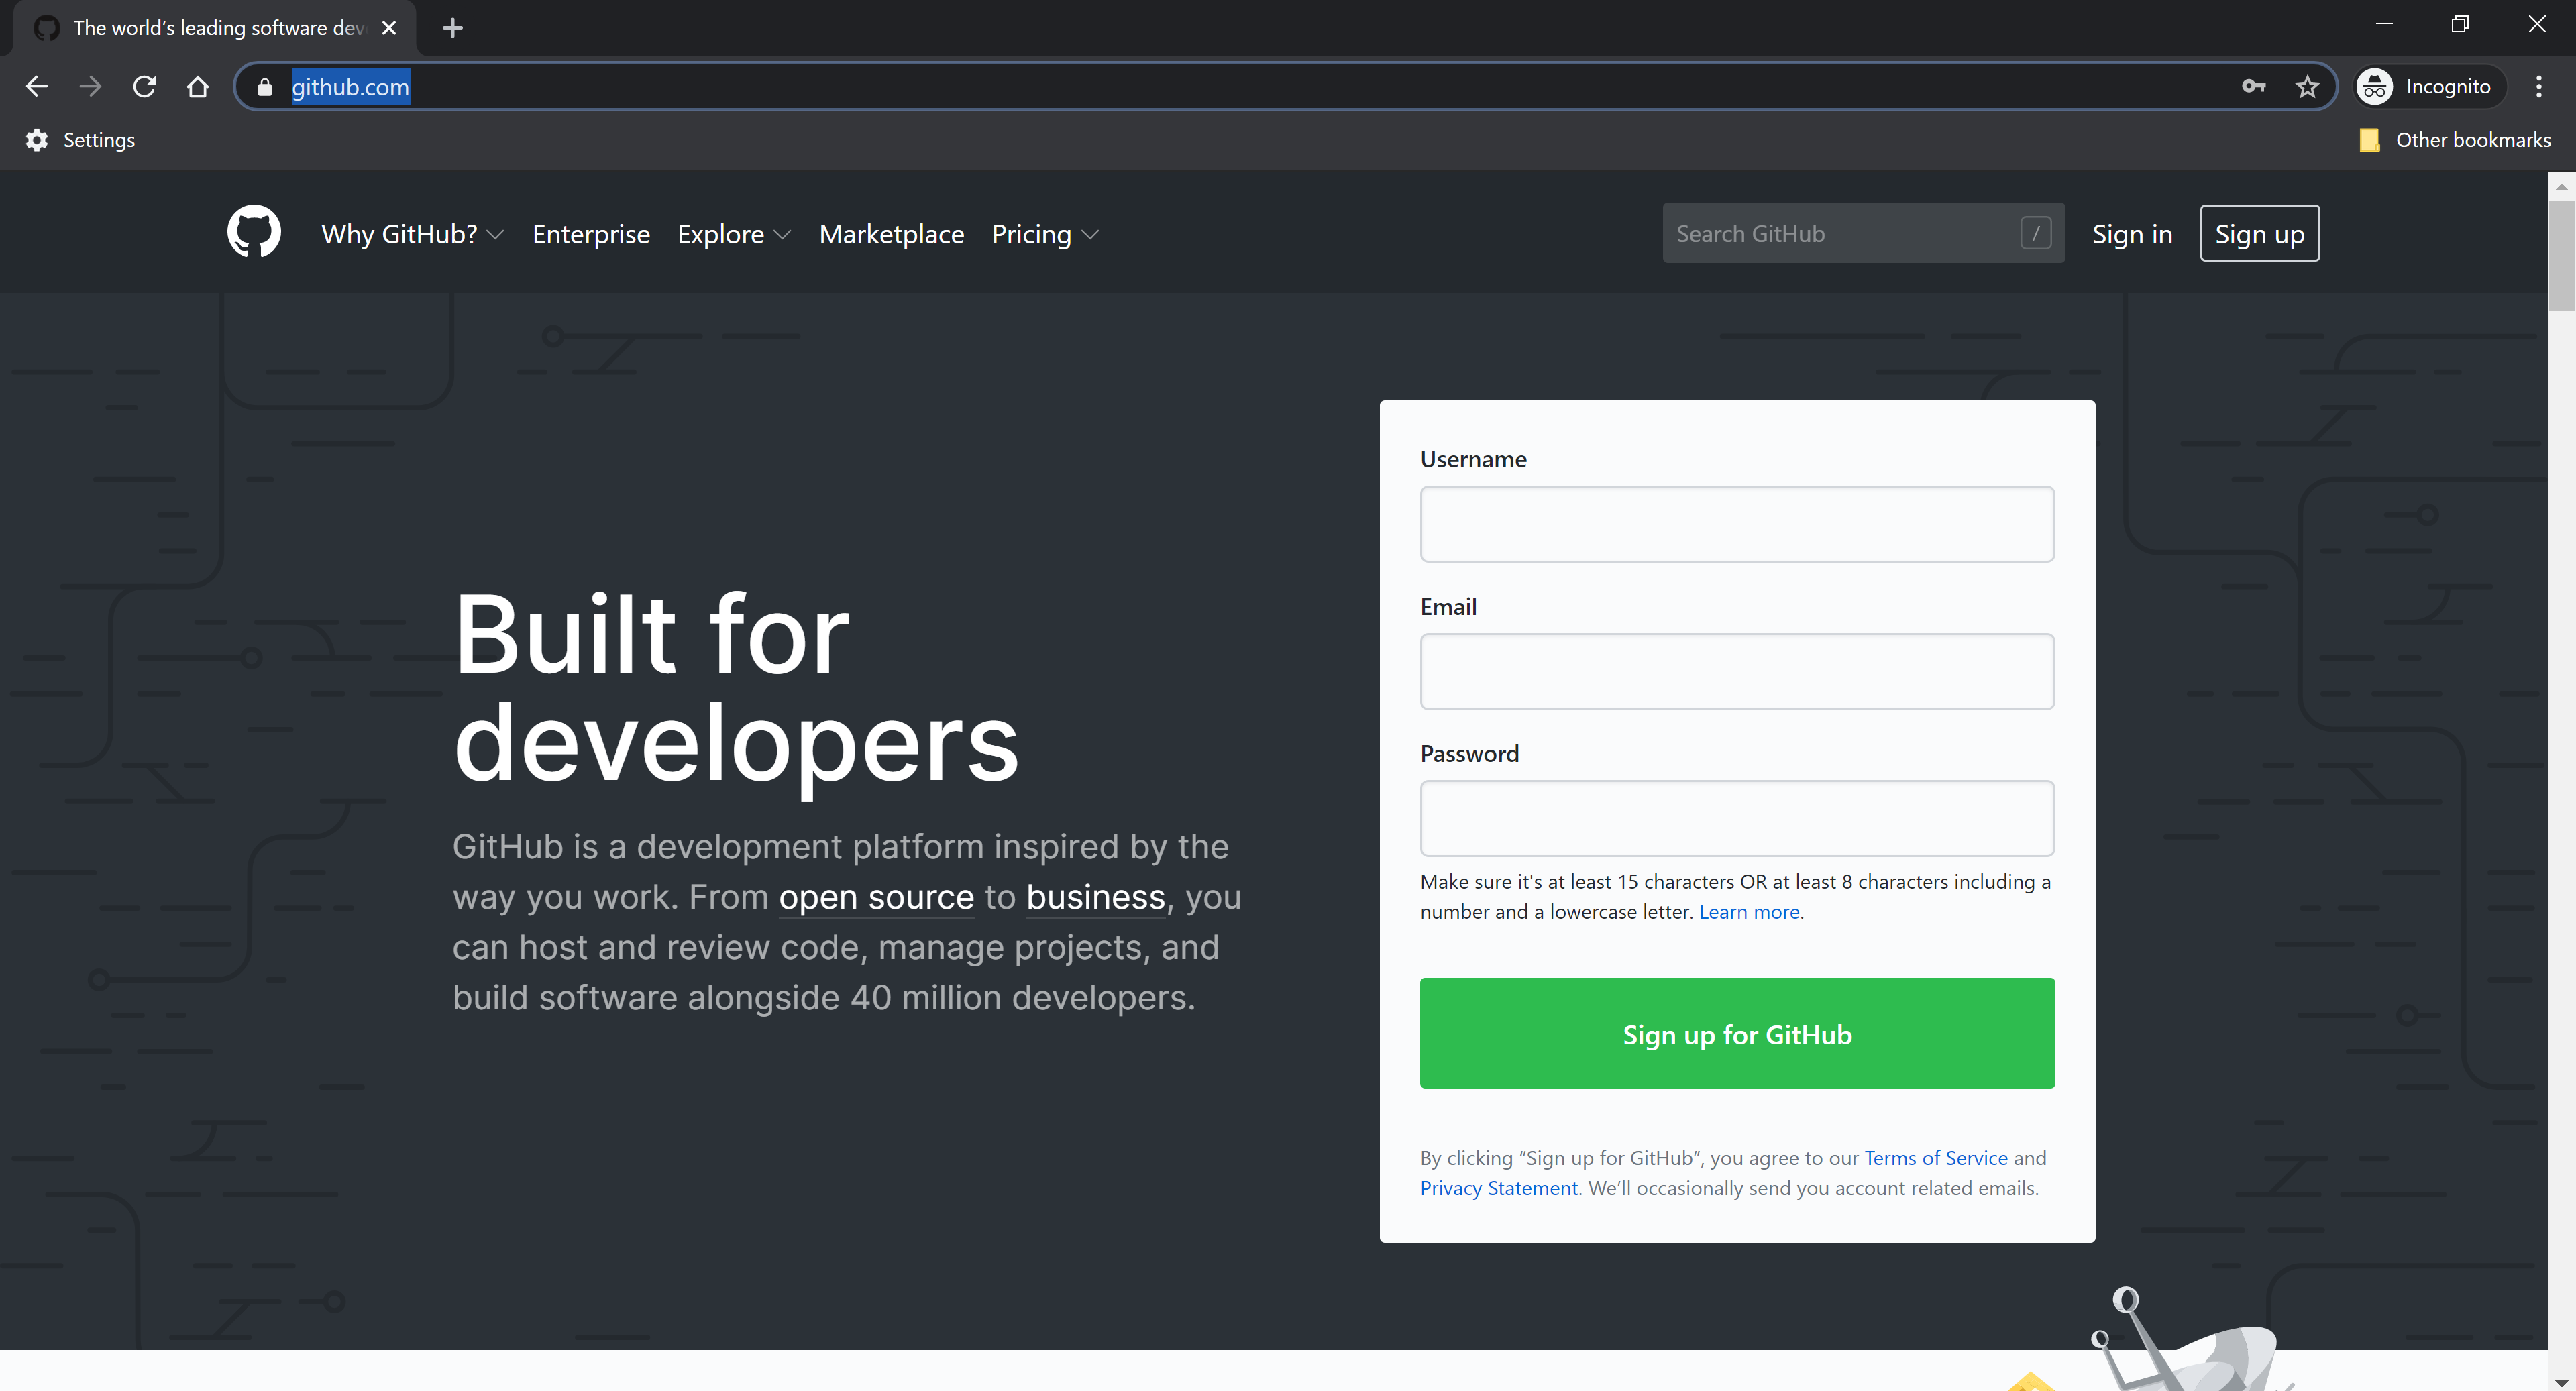 The world's leading software dev
github.com
Incognito
Settings
Other bookmarks
Why GitHub? Enterprise Explore Marketplace Pricing
Search GitHub /
Sign in
Sign up
Built for
developers
GitHub is a development platform inspired by the
way you work. From open source to business, you
can host and review code, manage projects, and
build software alongside 40 million developers.
Username
Email
Password
Make sure it's at least 15 characters OR at least 8 characters including a
number and a lowercase letter. Learn more.
Sign up for GitHub
By clicking “Sign up for GitHub”, you agree to our Terms of Service and
Privacy Statement. We’ll occasionally send you account related emails.